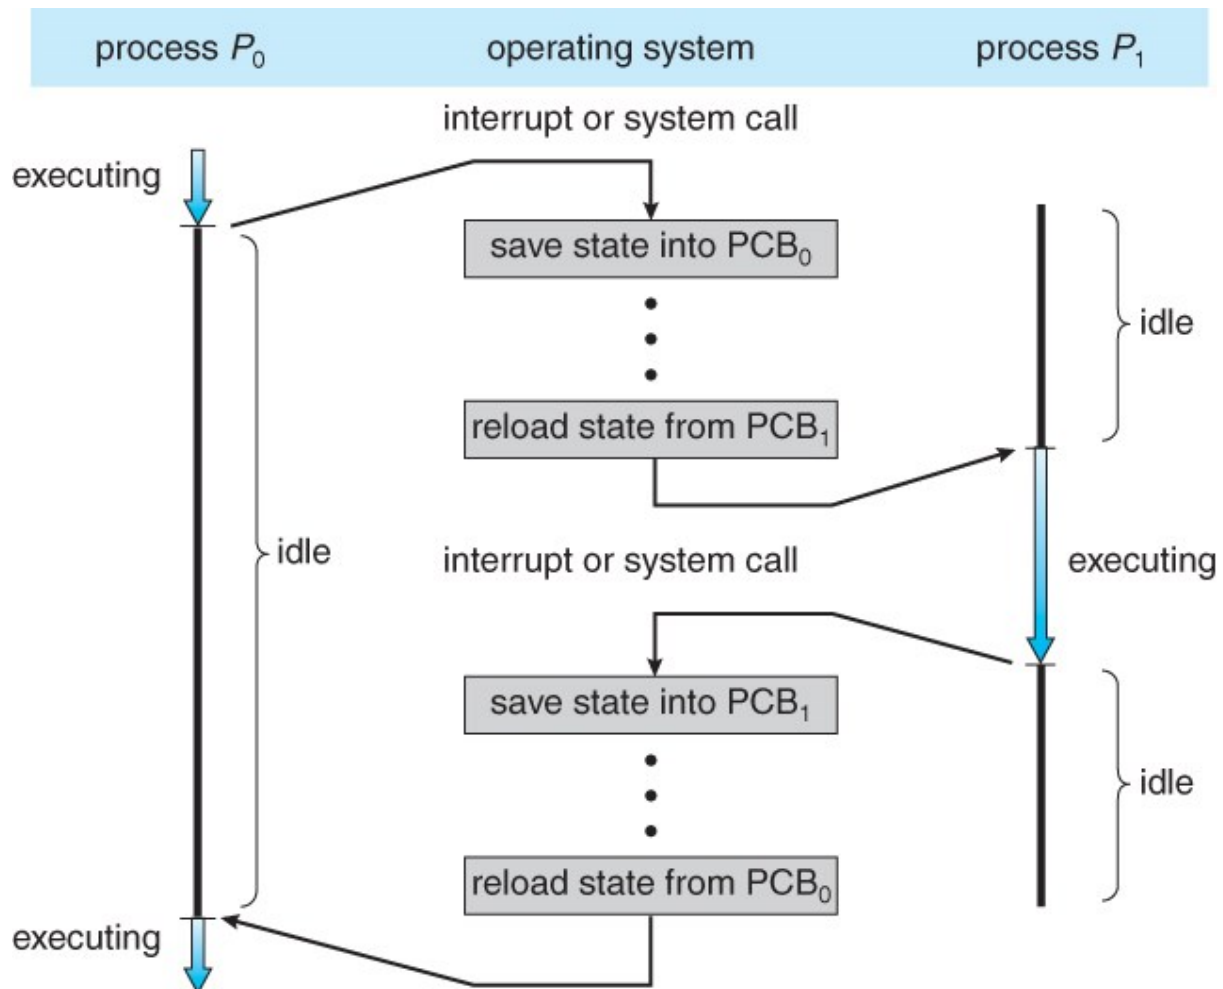 process P₀ operating system process P₁
interrupt or system call
executing
save state into PCB₀
idle
reload state from PCB₁
idle
interrupt or system call
executing
save state into PCB₁
idle
reload state from PCB₀
executing